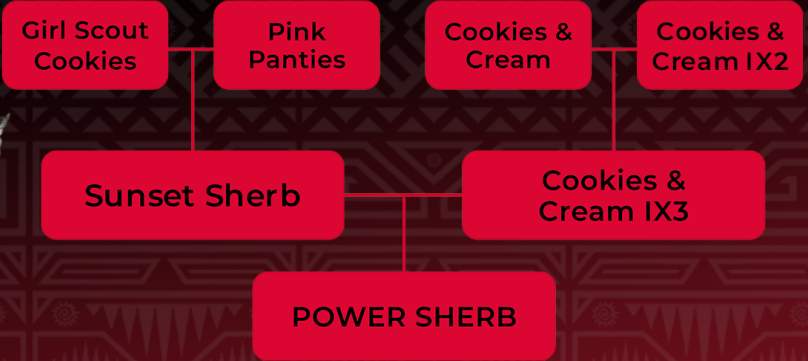 Girl Scout
Cookies
Pink
Panties
Cookies &
Cream
Cookies &
Cream IX2
Sunset Sherb
Cookies &
Cream IX3
POWER SHERB